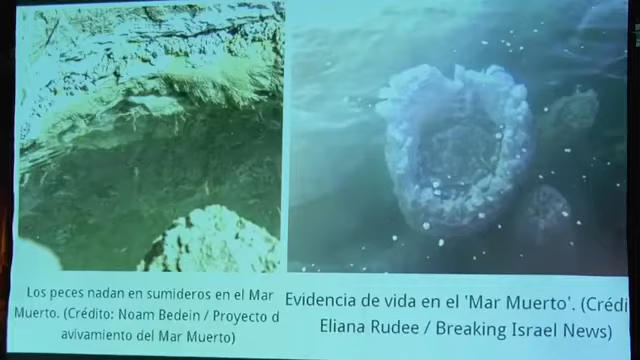 Los peces nadan en sumideros en el Mar
Muerto. (Crédito: Noam Bedein / Proyecto d
avivamiento del Mar Muerto)
Evidencia de vida en el 'Mar Muerto'. (Crédi
Eliana Rudee / Breaking Israel News)